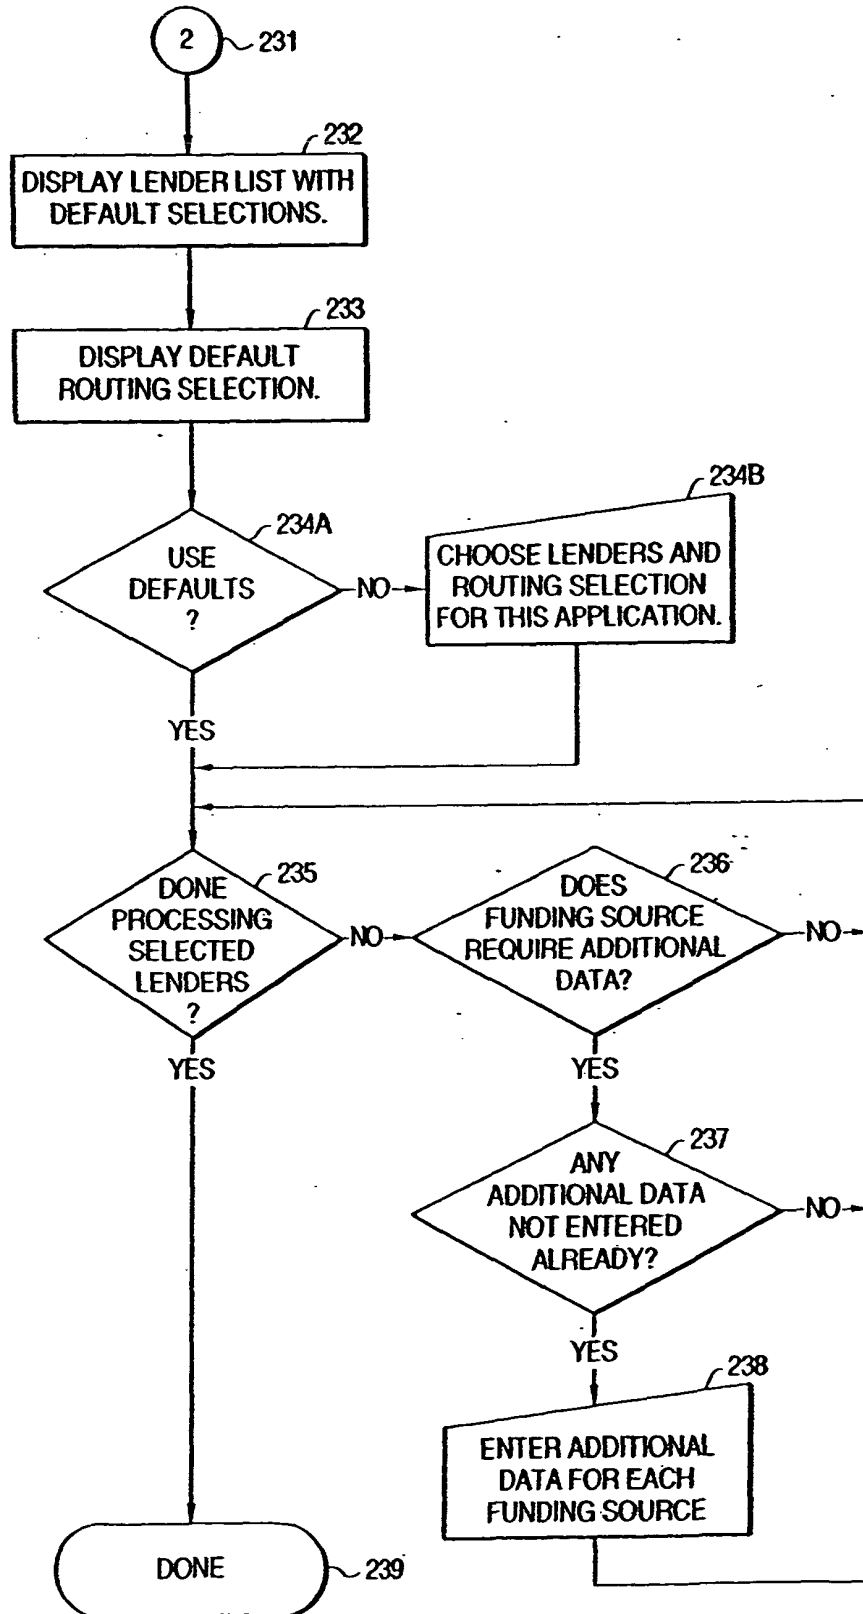 2
231
232
DISPLAY LENDER LIST WITH
DEFAULT SELECTIONS.
233
DISPLAY DEFAULT
ROUTING SELECTION.
234A
USE
DEFAULTS
?
NO
234B
CHOOSE LENDERS AND
ROUTING SELECTION
FOR THIS APPLICATION.
YES
235
DONE
PROCESSING
SELECTED
LENDERS
?
NO
236
DOES
FUNDING SOURCE
REQUIRE ADDITIONAL
DATA?
NO
YES
YES
237
ANY
ADDITIONAL DATA
NOT ENTERED
ALREADY?
NO
YES
238
ENTER ADDITIONAL
DATA FOR EACH
FUNDING SOURCE
DONE
239